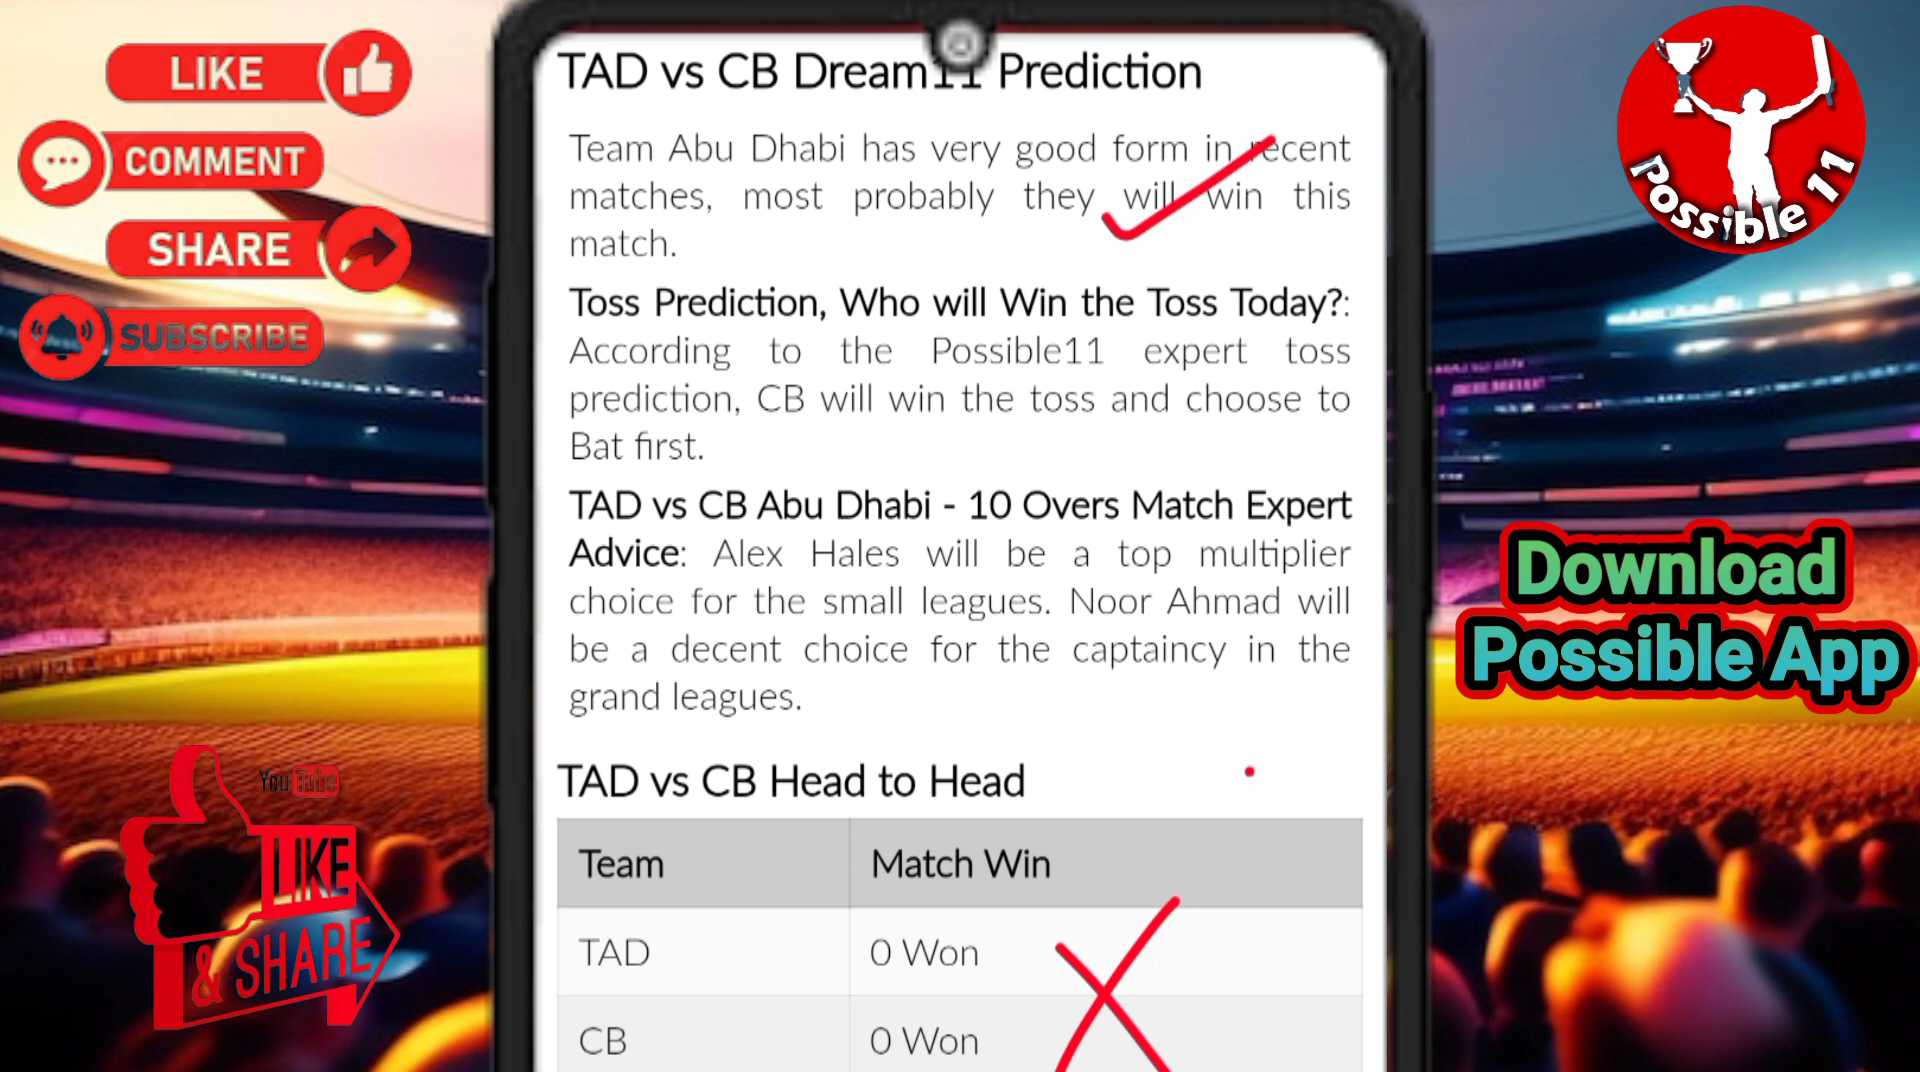 LIKE
COMMENT
SHARE
SUBSCRIBE
YouTube
LIKE
& SHARE
TAD vs CB Dream11 Prediction
Team Abu Dhabi has very good form in recent
matches, most probably they will win this
match.
Toss Prediction, Who will Win the Toss Today?:
According to the Possible11 expert toss
prediction, CB will win the toss and choose to
Bat first.
TAD vs CB Abu Dhabi - 10 Overs Match Expert
Advice: Alex Hales will be a top multiplier
choice for the small leagues. Noor Ahmad will
be a decent choice for the captaincy in the
grand leagues.
TAD vs CB Head to Head
Team Match Win
TAD 0 Won
CB 0 Won
Possible 11
Download
Possible App